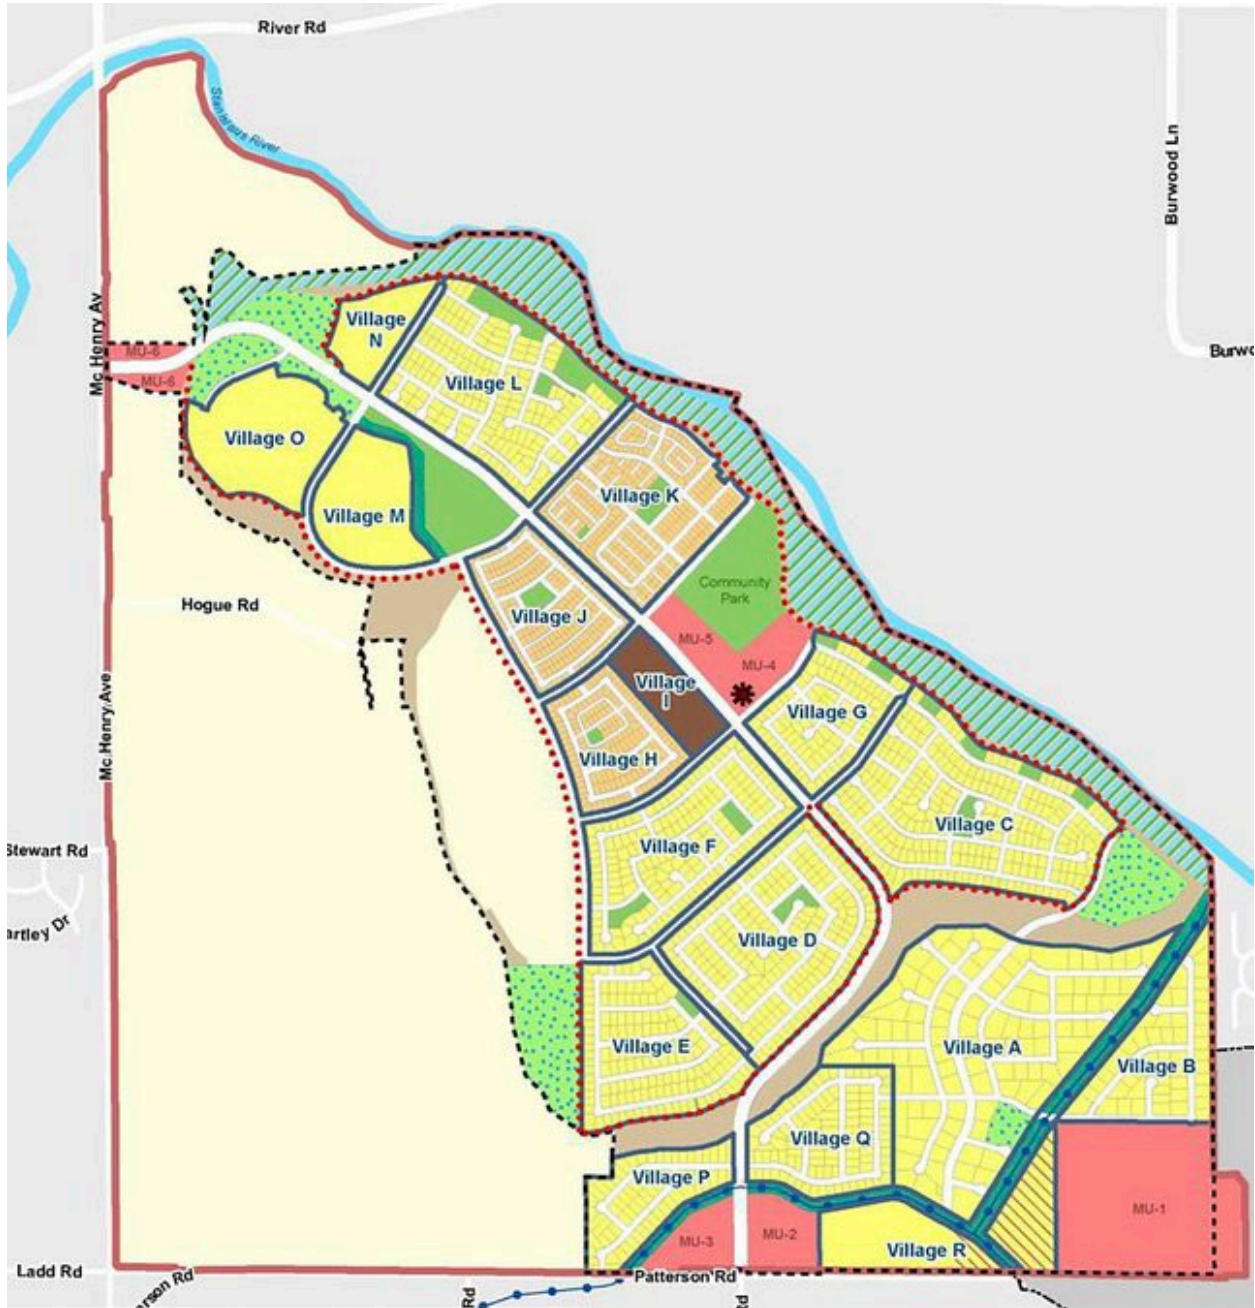 River Rd
Stanislaus River
Burwood Ln
Mc Henry Av
Village
N
MU-6
Burwo
MU-6
Village L
Village O
Village K
Village M
Community
Park
Hogue Rd
Village J
MU-5
MU-4
Village
I
Village G
Mc Henry Ave
Village H
Village C
Village F
Stewart Rd
artley Dr
Village D
Village E
Village A
Village B
Village Q
Village P
MU-1
MU-3
MU-2
Village R
Ladd Rd
Patterson Rd
erson Rd
Rd
Rd